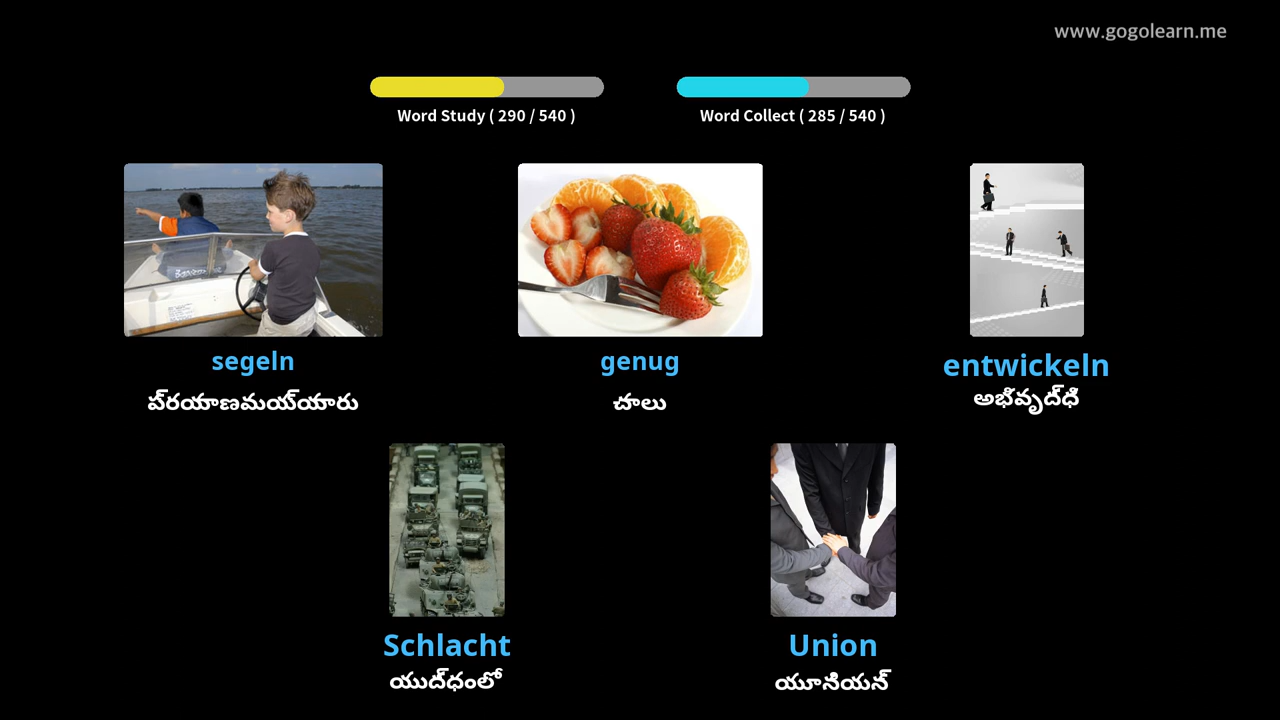 www.gogolearn.me
Word Study ( 290 / 540 )
Word Collect ( 285 / 540 )
segeln
genug
entwickeln
ప్రయాణమయ్యారు
చాలు
అభివృద్ధి
Schlacht
Union
యుద్ధంలో
యూనియన్